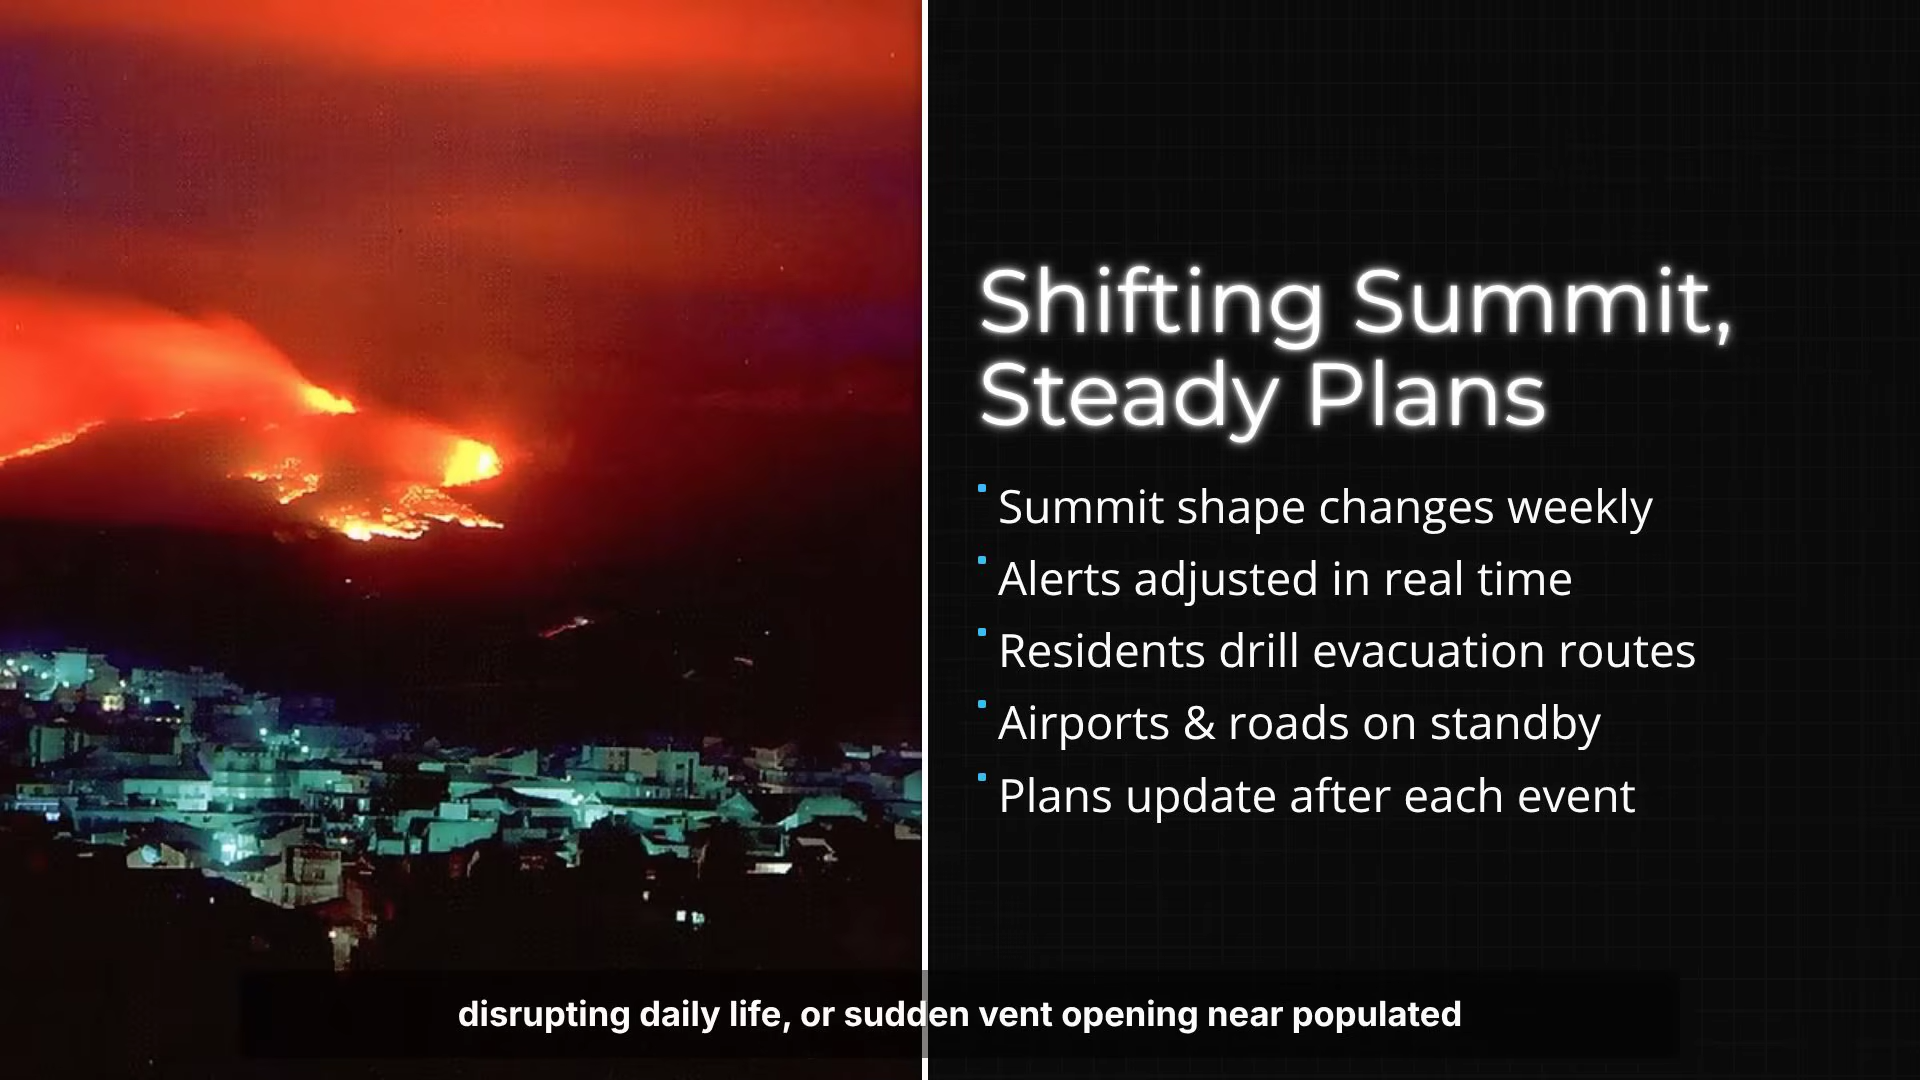 Shifting Summit,
Steady Plans
Summit shape changes weekly
Alerts adjusted in real time
Residents drill evacuation routes
Airports & roads on standby
Plans update after each event
disrupting daily life, or sudden vent opening near populated